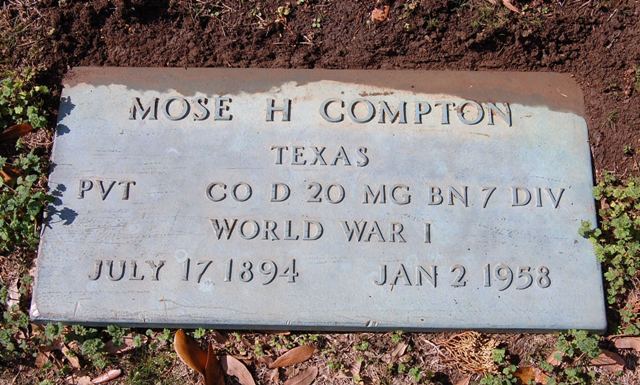 MOSE H COMPTON
TEXAS
PVT CO D 20 MG BN 7 DIV
WORLD WAR I
JULY 17 1894 JAN 2 1958